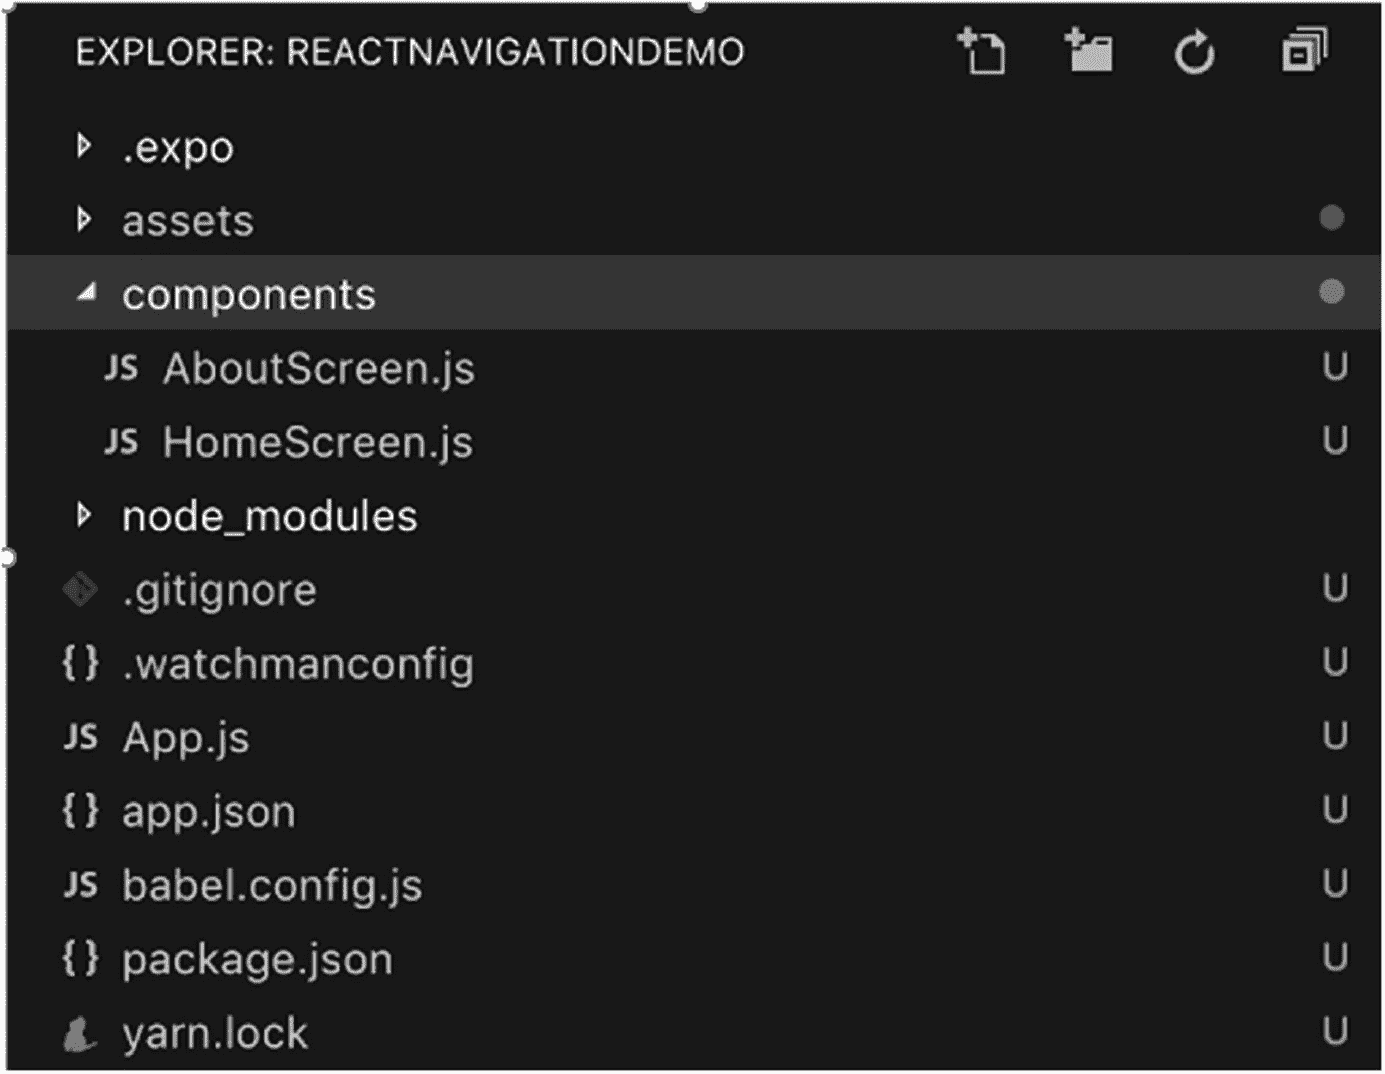 EXPLORER: REACTNAVIGATIONDEMO
.expo
assets
components
JS AboutScreen.js U
JS HomeScreen.js U
node_modules
.gitignore U
{} .watchmanconfig U
JS App.js U
{} app.json U
JS babel.config.js U
{} package.json U
yarn.lock U